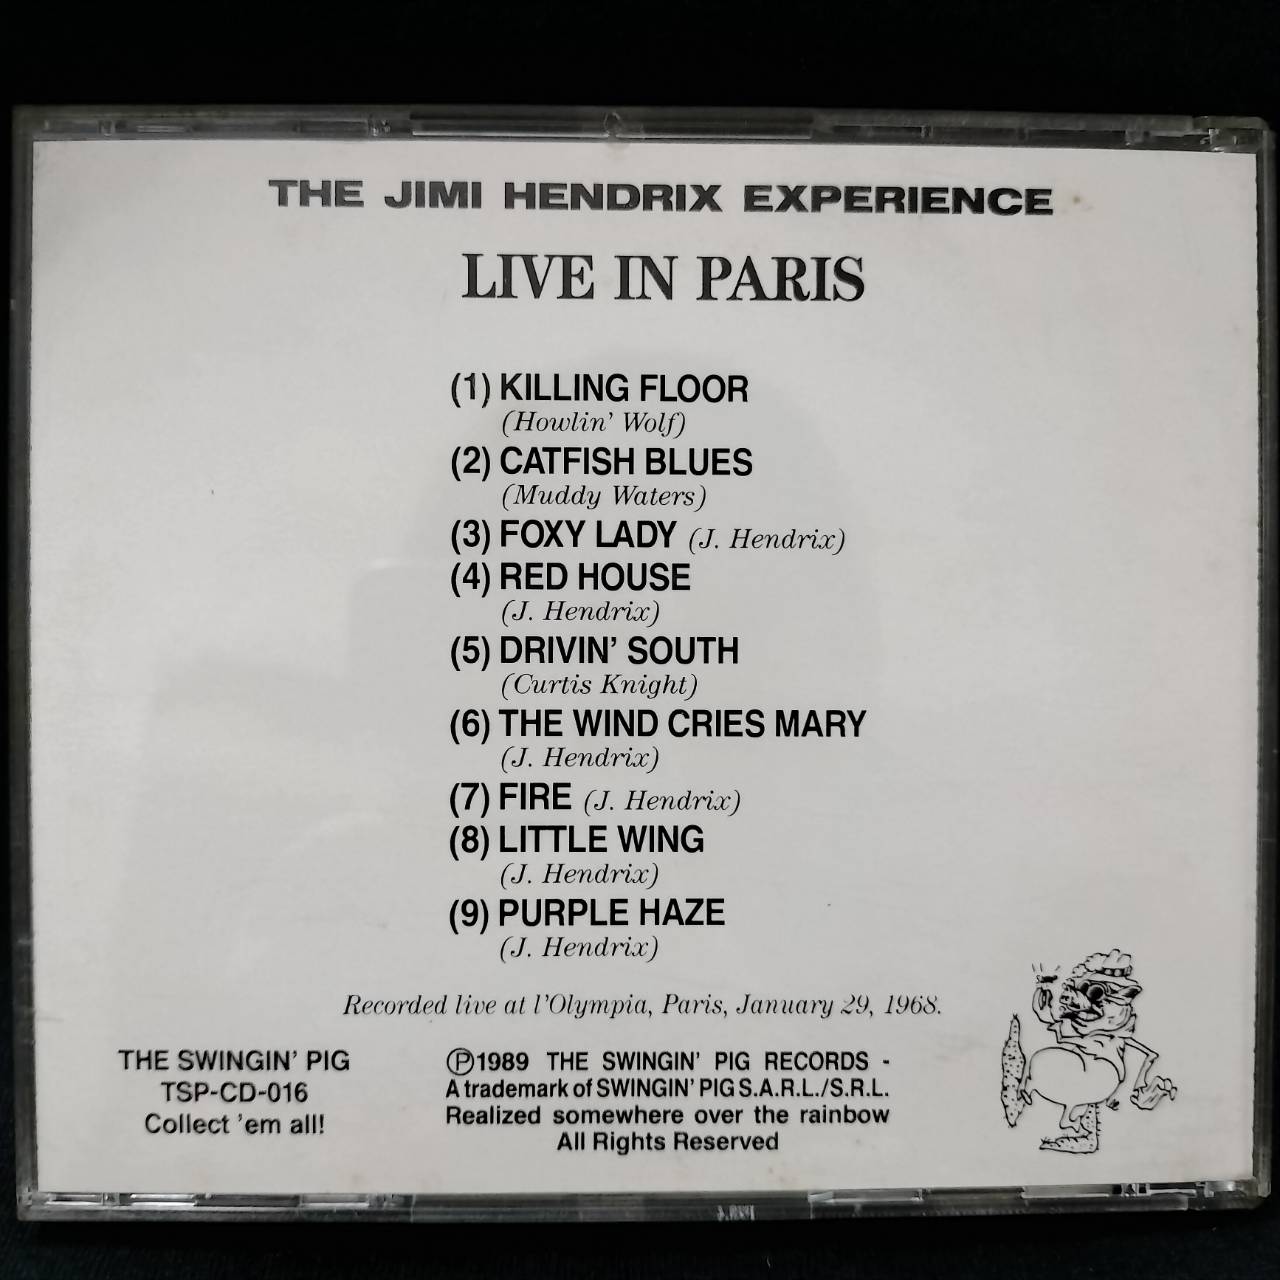 THE JIMI HENDRIX EXPERIENCE
LIVE IN PARIS
(1) KILLING FLOOR
(Howlin' Wolf)
(2) CATFISH BLUES
(Muddy Waters)
(3) FOXY LADY (J. Hendrix)
(4) RED HOUSE
(J. Hendrix)
(5) DRIVIN' SOUTH
(Curtis Knight)
(6) THE WIND CRIES MARY
(J. Hendrix)
(7) FIRE (J. Hendrix)
(8) LITTLE WING
(J. Hendrix)
(9) PURPLE HAZE
(J. Hendrix)
Recorded live at l'Olympia, Paris, January 29, 1968.
THE SWINGIN' PIG
TSP-CD-016
Collect 'em all!
Ⓟ1989 THE SWINGIN' PIG RECORDS -
A trademark of SWINGIN' PIG S.A.R.L./S.R.L.
Realized somewhere over the rainbow
All Rights Reserved